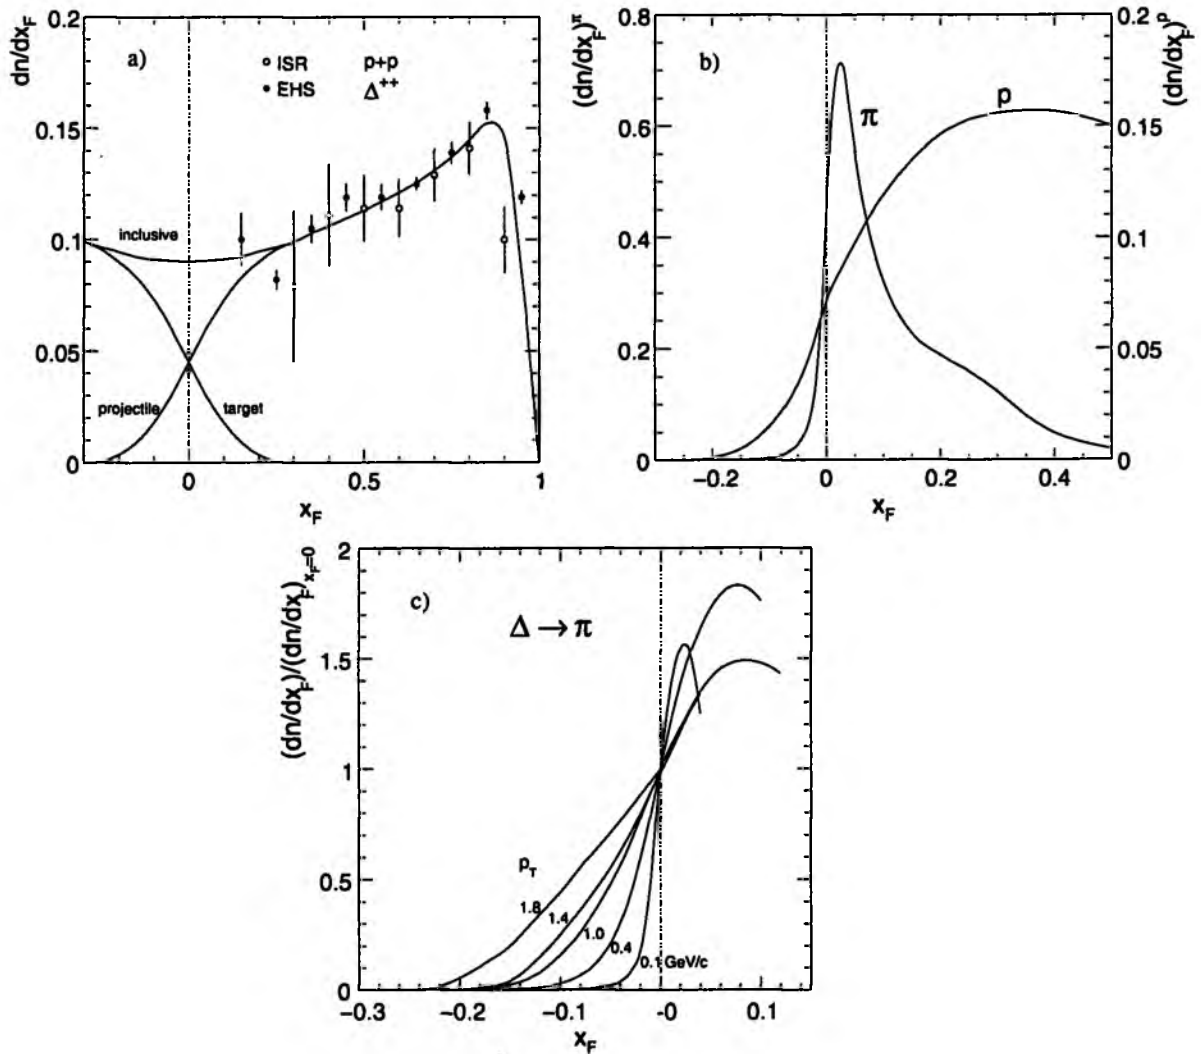 dn/dx_F
0.2
0.15
0.1
0.05
0
a)
○ ISR p+p
● EHS Δ⁺⁺
inclusive
projectile
target
0
0.5
1
x_F
(dn/dx_F)^π
0.8
0.6
0.4
0.2
0
b)
π
p
(dn/dx_F)^p
0.2
0.15
0.1
0.05
0
−0.2
0
0.2
0.4
x_F
(dn/dx_F)/(dn/dx_F)_{x_F=0}
2
1.5
1
0.5
0
c)
Δ → π
p_T
1.8
1.4
1.0
0.4
0.1 GeV/c
−0.3
−0.2
−0.1
−0
0.1
x_F